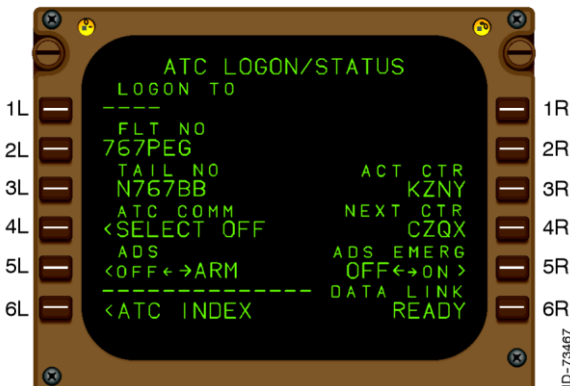 ATC LOGON/STATUS
LOGON TO
----
FLT NO
767PEG
TAIL NO ACT CTR
N767BB KZNY
ATC COMM NEXT CTR
<SELECT OFF CZQX
ADS ADS EMERG
<OFF←→ARM OFF←→ON>
--------------- DATA LINK
<ATC INDEX READY
1L
2L
3L
4L
5L
6L
1R
2R
3R
4R
5R
6R
ID-73467